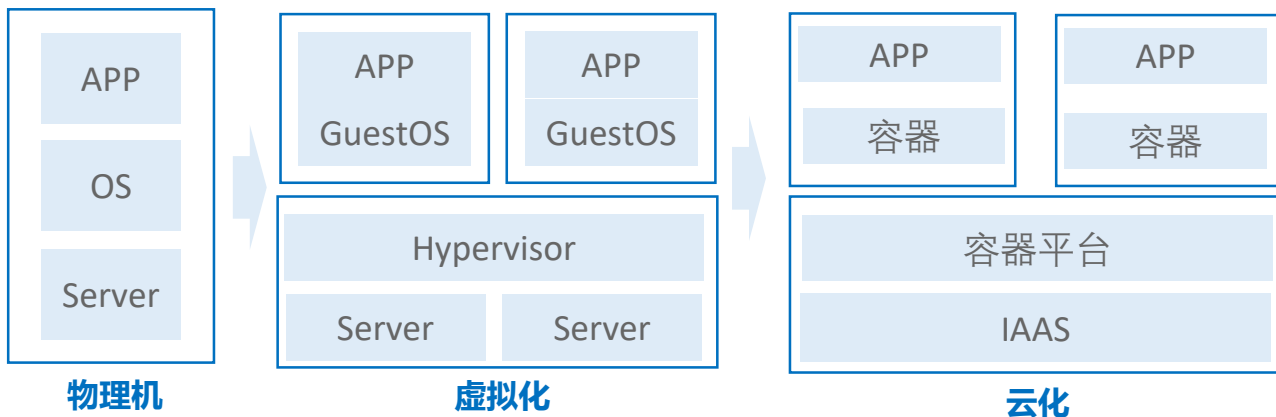 APP
OS
Server
物理机
APP
GuestOS
APP
GuestOS
Hypervisor
Server
Server
虚拟化
APP
容器
APP
容器
容器平台
IAAS
云化